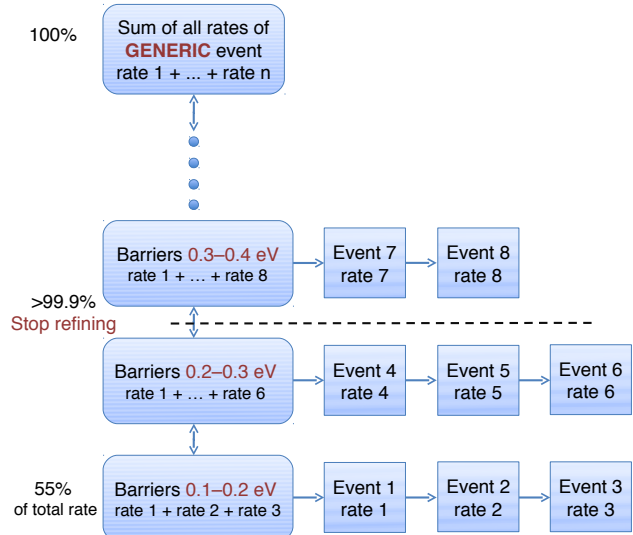 100%
Sum of all rates of
GENERIC event
rate 1 + ... + rate n
Barriers 0.3–0.4 eV
rate 1 + ... + rate 8
Event 7
rate 7
Event 8
rate 8
>99.9%
Stop refining
Barriers 0.2–0.3 eV
rate 1 + ... + rate 6
Event 4
rate 4
Event 5
rate 5
Event 6
rate 6
55%
of total rate
Barriers 0.1–0.2 eV
rate 1 + rate 2 + rate 3
Event 1
rate 1
Event 2
rate 2
Event 3
rate 3